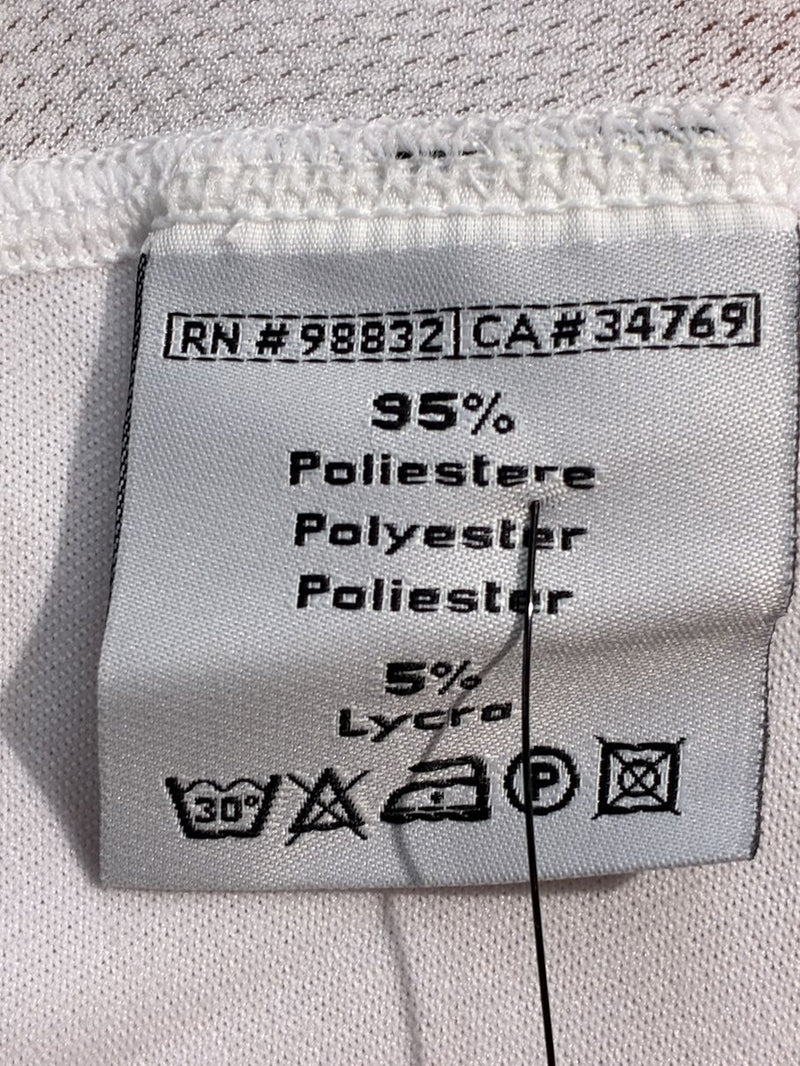 RN # 98832 CA # 34769
95%
Poliestere
Polyester
Poliester
5%
Lycra
30° P